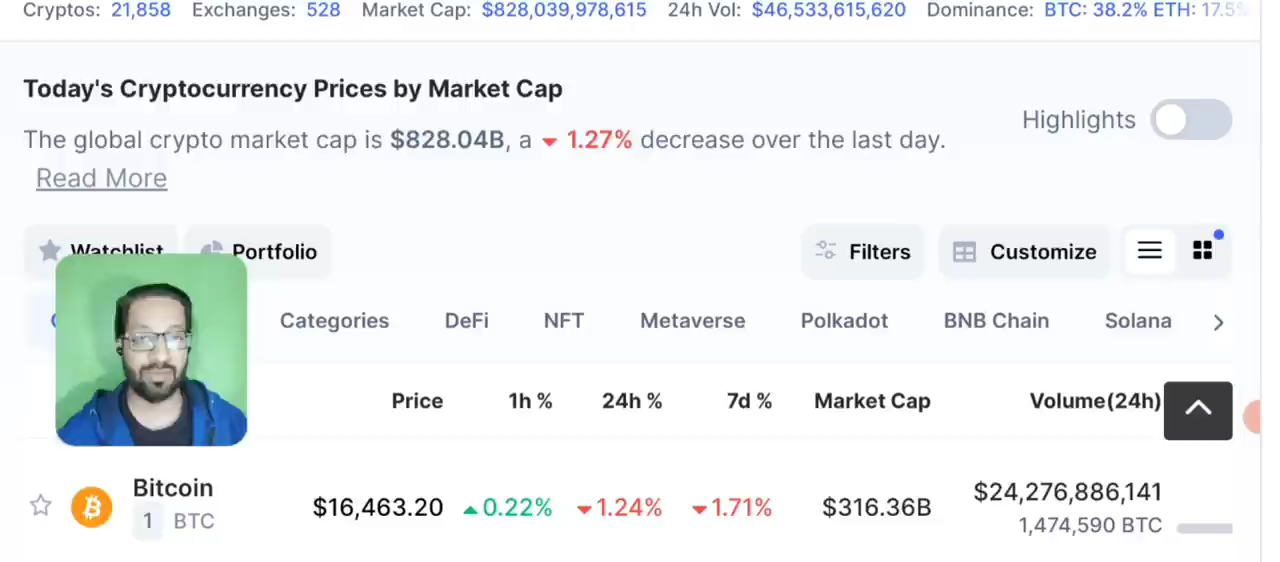 Cryptos: 21,858 Exchanges: 528 Market Cap: $828,039,978,615 24h Vol: $46,533,615,620 Dominance: BTC: 38.2% ETH: 17.5%
Today's Cryptocurrency Prices by Market Cap
Highlights
The global crypto market cap is $828.04B, a 1.27% decrease over the last day.
Read More
Watchlist Portfolio Filters Customize
Categories DeFi NFT Metaverse Polkadot BNB Chain Solana
Price 1h % 24h % 7d % Market Cap Volume(24h)
Bitcoin
1 BTC
$16,463.20 0.22% 1.24% 1.71% $316.36B
$24,276,886,141
1,474,590 BTC